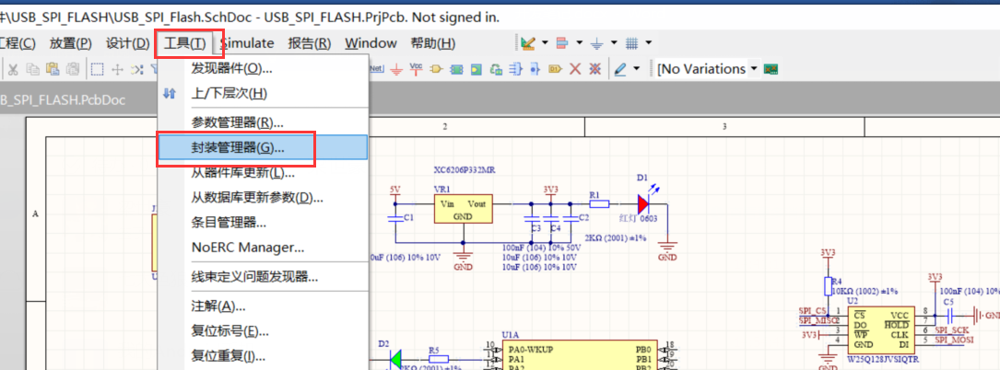 \USB_SPI_FLASH\USB_SPI_Flash.SchDoc - USB_SPI_FLASH.PrjPcb. Not signed in.
工程(C) 放置(P) 设计(D) 工具(T) Simulate 报告(R) Window 帮助(H)
Net Vcc [No Variations
B_SPI_FLASH.PcbDoc
发现器件(O)...
上/下层次(H)
参数管理器(R)...
封装管理器(G)...
从器件库更新(L)...
从数据库更新参数(D)...
条目管理器...
NoERC Manager...
线束定义问题发现器...
注解(A)...
复位标号(E)...
复位重复(I)...
2 3
A
XC6206P332MR
5V VR1 3V3 D1
Vin Vout R1
GND
C1 C3 C4 C2
红灯 0603
2KΩ (2001) ±1%
100nF (104) 10% 50V
0uF (106) 10% 10V 10uF (106) 10% 10V
10uF (106) 10% 10V
GND GND
3V3
R4 3V3
10KΩ (1002) ±1% 100nF (104) 10%
U2 C5
SPI_CS 1 CS VCC 8 GND
SPI_MISO 2 DO HOLD 7
3V3 3 WP CLK 6 SPI_SCK
4 GND DI 5 SPI_MOSI
GND W25Q128JVSIQTR
U1A
D2 R5 10 PA0-WKUP PB0 18
PA1 PB1
2KΩ (2001) ±1% PA2 PB2